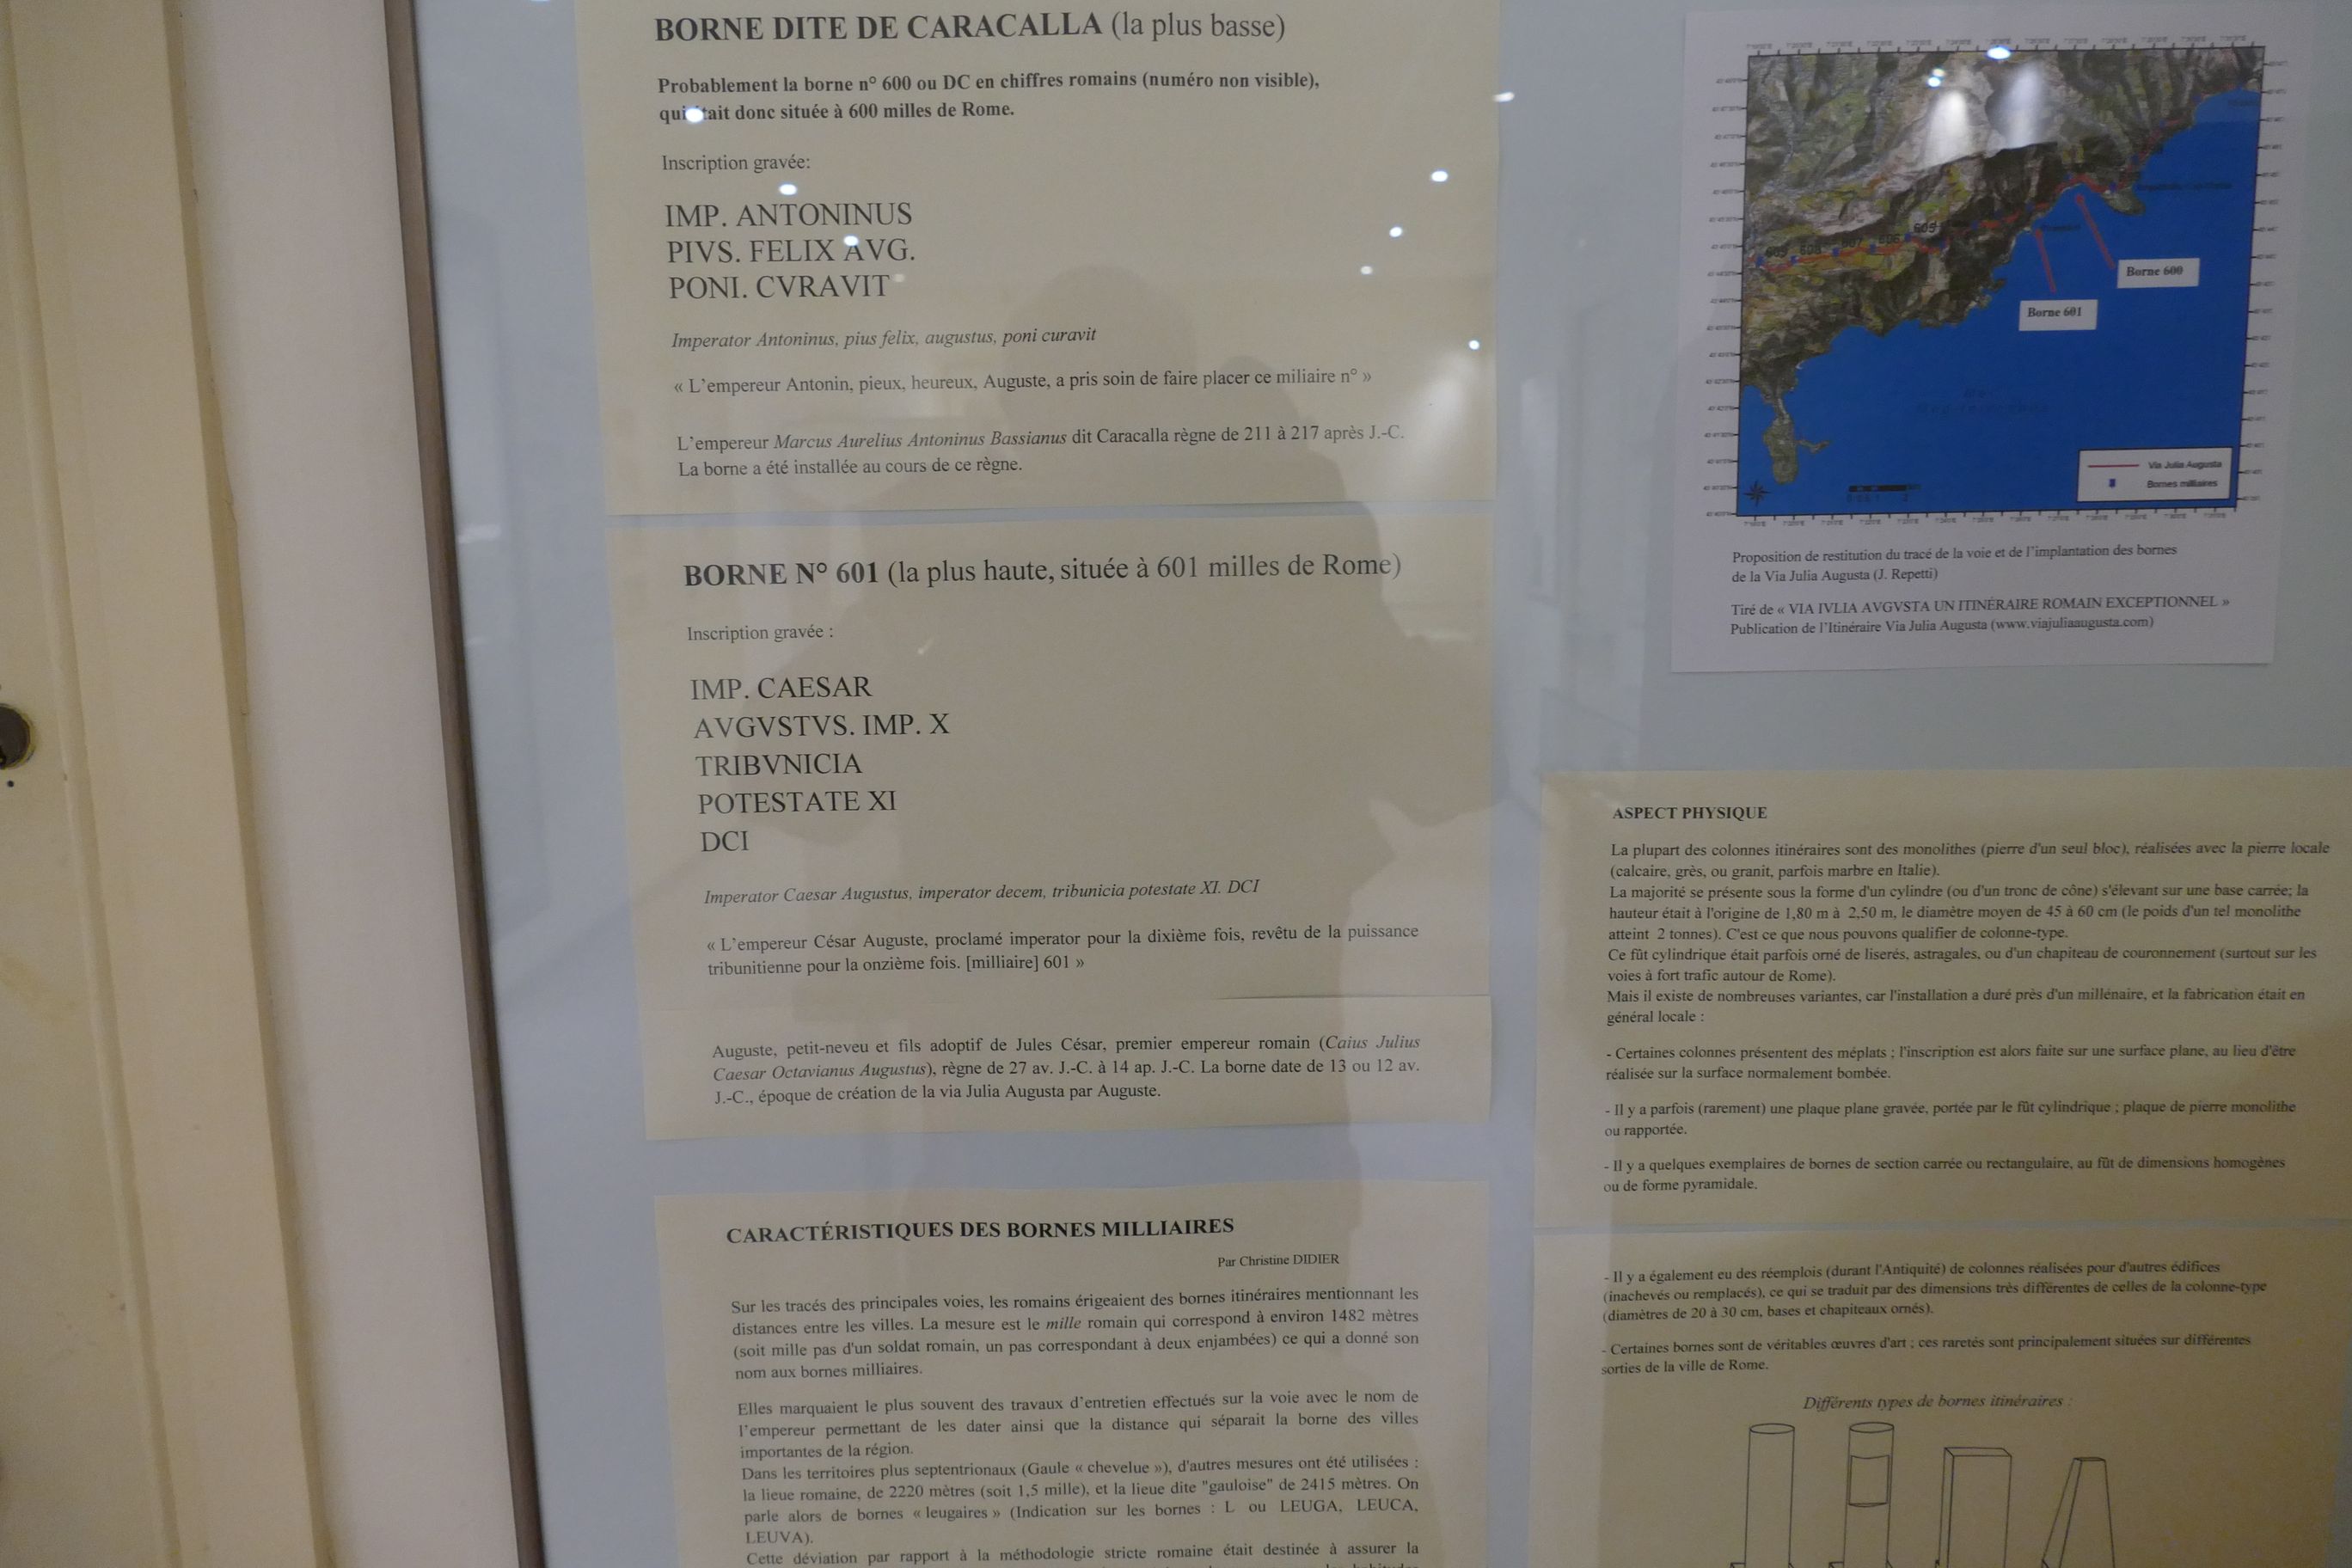 BORNE DITE DE CARACALLA (la plus basse)
Probablement la borne n° 600 ou DC en chiffres romains (numéro non visible),
qui était donc située à 600 milles de Rome.
Inscription gravée:
IMP. ANTONINUS
PIVS. FELIX AVG.
PONI. CVRAVIT
Imperator Antoninus, pius felix, augustus, poni curavit
« L'empereur Antonin, pieux, heureux, Auguste, a pris soin de faire placer ce miliaire n° »
L'empereur Marcus Aurelius Antoninus Bassianus dit Caracalla règne de 211 à 217 après J.-C.
La borne a été installée au cours de ce règne.
BORNE N° 601 (la plus haute, située à 601 milles de Rome)
Inscription gravée :
IMP. CAESAR
AVGVSTVS. IMP. X
TRIBVNICIA
POTESTATE XI
DCI
Imperator Caesar Augustus, imperator decem, tribunicia potestate XI. DCI
« L'empereur César Auguste, proclamé imperator pour la dixième fois, revêtu de la puissance
tribunitienne pour la onzième fois. [milliaire] 601 »
Auguste, petit-neveu et fils adoptif de Jules César, premier empereur romain (Caius Julius
Caesar Octavianus Augustus), règne de 27 av. J.-C. à 14 ap. J.-C. La borne date de 13 ou 12 av.
J.-C., époque de création de la via Julia Augusta par Auguste.
CARACTÉRISTIQUES DES BORNES MILLIAIRES
Par Christine DIDIER
Sur les tracés des principales voies, les romains érigeaient des bornes itinéraires mentionnant les
distances entre les villes. La mesure est le mille romain qui correspond à environ 1482 mètres
(soit mille pas d'un soldat romain, un pas correspondant à deux enjambées) ce qui a donné son
nom aux bornes milliaires.
Elles marquaient le plus souvent des travaux d'entretien effectués sur la voie avec le nom de
l'empereur permettant de les dater ainsi que la distance qui séparait la borne des villes
importantes de la région.
Dans les territoires plus septentrionaux (Gaule « chevelue »), d'autres mesures ont été utilisées :
la lieue romaine, de 2220 mètres (soit 1,5 mille), et la lieue dite "gauloise" de 2415 mètres. On
parle alors de bornes « leugaires » (Indication sur les bornes : L ou LEUGA, LEUCA,
LEUVA).
Cette déviation par rapport à la méthodologie stricte romaine était destinée à assurer la
608 606 605
Borne 600
Borne 601
Via Julia Augusta
Bornes milliaires
Proposition de restitution du tracé de la voie et de l'implantation des bornes
de la Via Julia Augusta (J. Repetti)
Tiré de « VIA IVLIA AVGVSTA UN ITINÉRAIRE ROMAIN EXCEPTIONNEL »
Publication de l'Itinéraire Via Julia Augusta (www.viajuliaaugusta.com)
ASPECT PHYSIQUE
La plupart des colonnes itinéraires sont des monolithes (pierre d'un seul bloc), réalisées avec la pierre locale
(calcaire, grès, ou granit, parfois marbre en Italie).
La majorité se présente sous la forme d'un cylindre (ou d'un tronc de cône) s'élevant sur une base carrée; la
hauteur était à l'origine de 1,80 m à 2,50 m, le diamètre moyen de 45 à 60 cm (le poids d'un tel monolithe
atteint 2 tonnes). C'est ce que nous pouvons qualifier de colonne-type.
Ce fût cylindrique était parfois orné de liserés, astragales, ou d'un chapiteau de couronnement (surtout sur les
voies à fort trafic autour de Rome).
Mais il existe de nombreuses variantes, car l'installation a duré près d'un millénaire, et la fabrication était en
général locale :
- Certaines colonnes présentent des méplats ; l'inscription est alors faite sur une surface plane, au lieu d'être
réalisée sur la surface normalement bombée.
- Il y a parfois (rarement) une plaque plane gravée, portée par le fût cylindrique ; plaque de pierre monolithe
ou rapportée.
- Il y a quelques exemplaires de bornes de section carrée ou rectangulaire, au fût de dimensions homogènes
ou de forme pyramidale.
- Il y a également eu des réemplois (durant l'Antiquité) de colonnes réalisées pour d'autres édifices
(inachevés ou remplacés), ce qui se traduit par des dimensions très différentes de celles de la colonne-type
(diamètres de 20 à 30 cm, bases et chapiteaux ornés).
- Certaines bornes sont de véritables œuvres d'art ; ces raretés sont principalement situées sur différentes
sorties de la ville de Rome.
Différents types de bornes itinéraires :